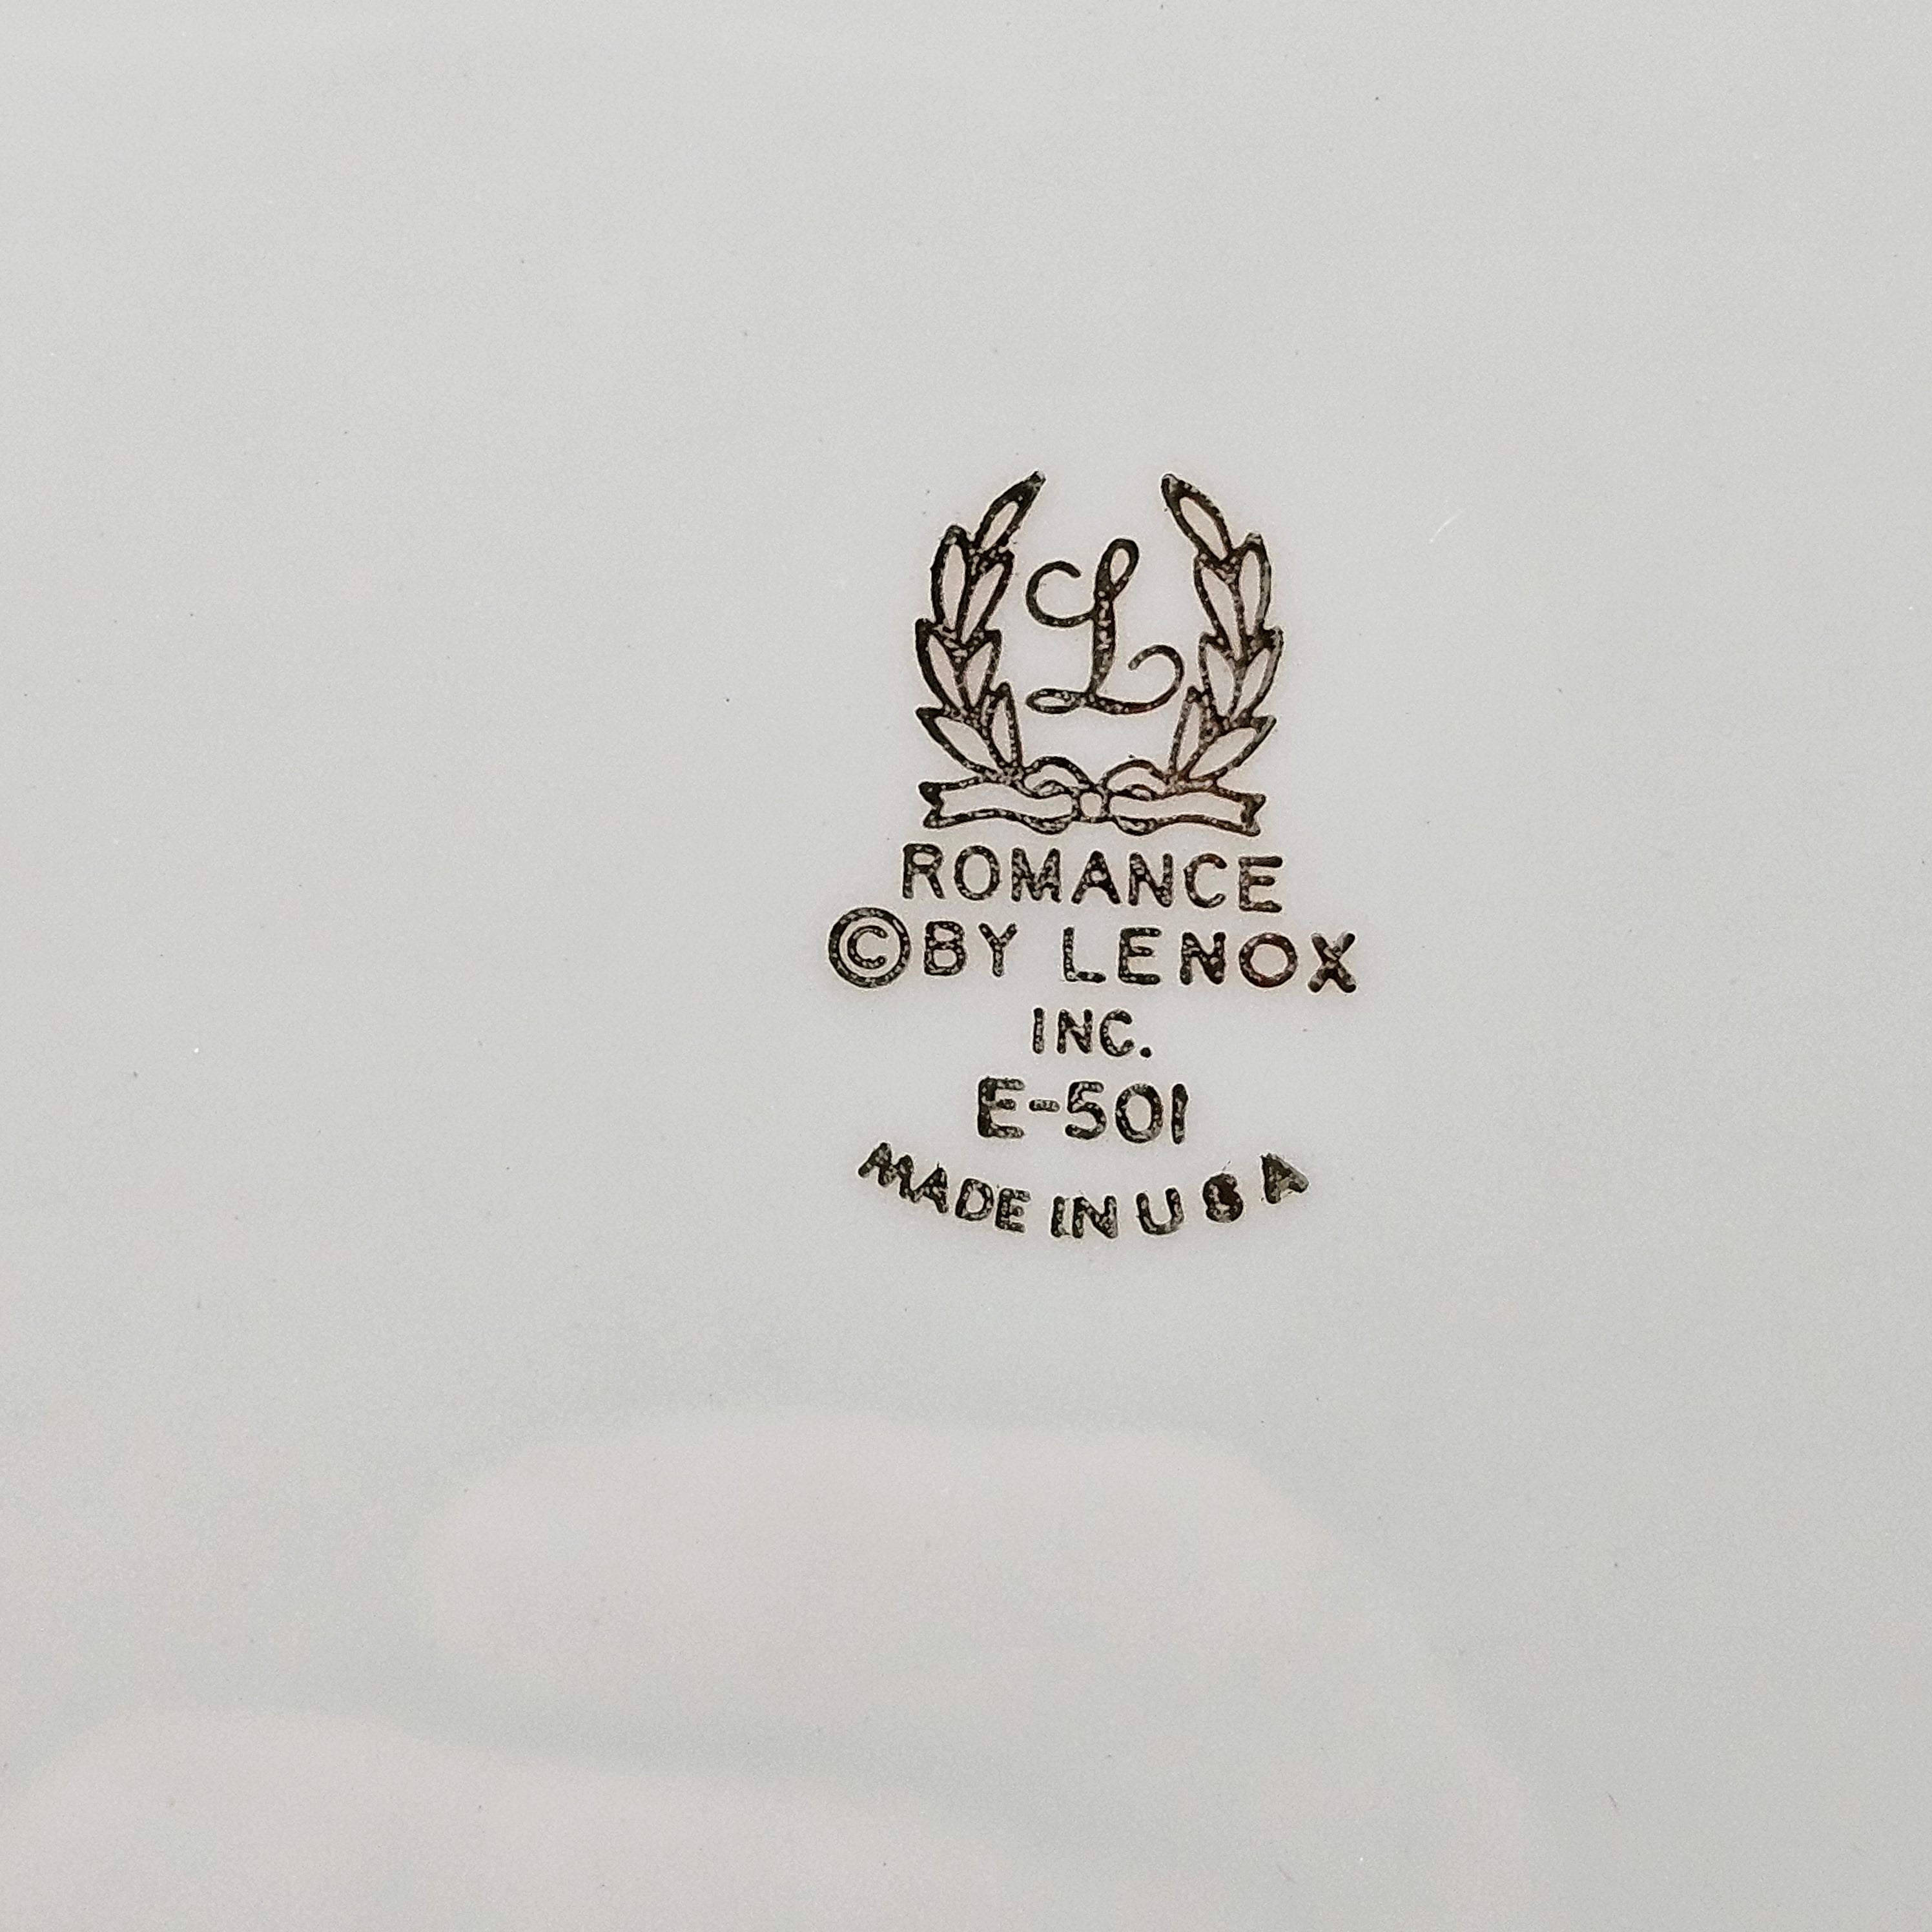 L
ROMANCE
©BY LENOX
INC.
E-501
MADE IN USA